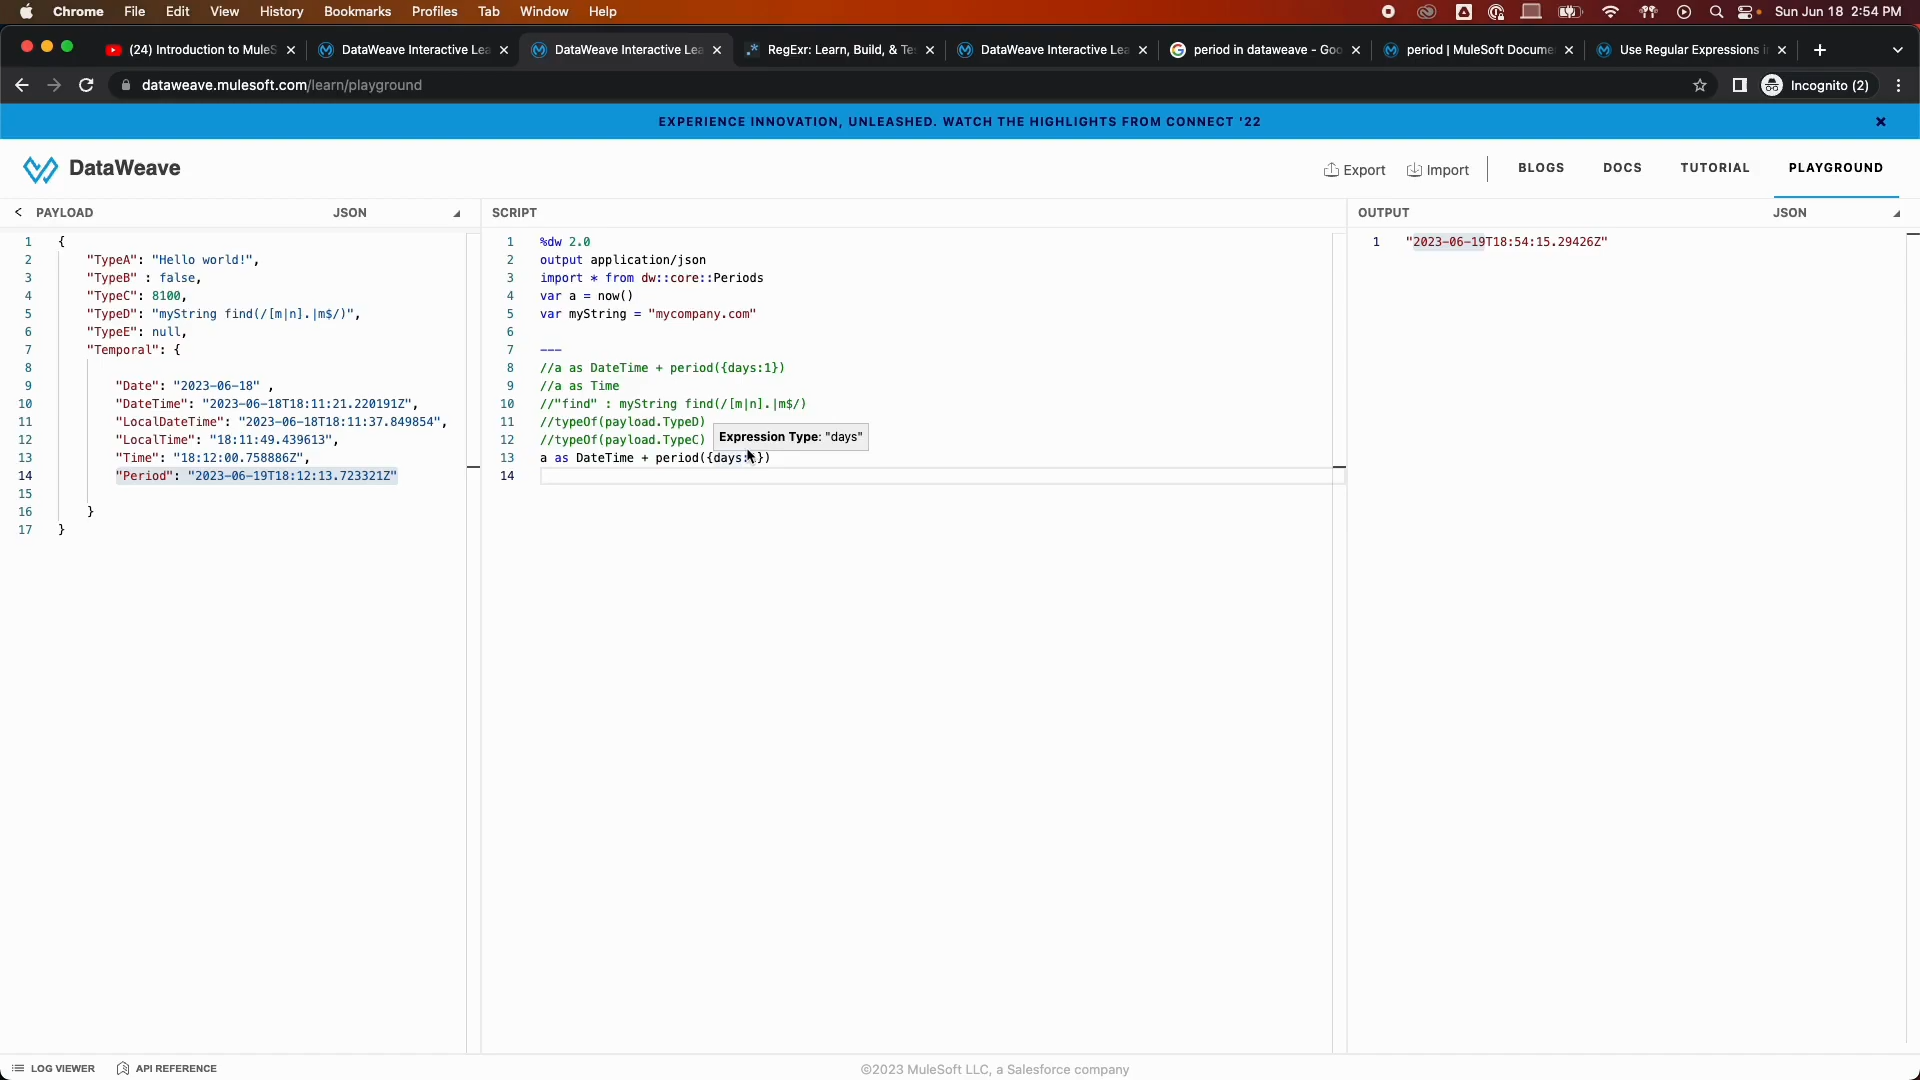 Chrome File Edit View History Bookmarks Profiles Tab Window Help Sun Jun 18 2:54 PM
(24) Introduction to MuleS DataWeave Interactive Lea DataWeave Interactive Lea RegExr: Learn, Build, & Te DataWeave Interactive Lea period in dataweave - Goo period | MuleSoft Docume Use Regular Expressions i
dataweave.mulesoft.com/learn/playground Incognito (2)
EXPERIENCE INNOVATION, UNLEASHED. WATCH THE HIGHLIGHTS FROM CONNECT '22
DataWeave Export Import BLOGS DOCS TUTORIAL PLAYGROUND
PAYLOAD JSON
1 {
2 "TypeA": "Hello world!",
3 "TypeB" : false,
4 "TypeC": 8100,
5 "TypeD": "myString find(/[m|n].|m$/)",
6 "TypeE": null,
7 "Temporal": {
8
9 "Date": "2023-06-18" ,
10 "DateTime": "2023-06-18T18:11:21.220191Z",
11 "LocalDateTime": "2023-06-18T18:11:37.849854",
12 "LocalTime": "18:11:49.439613",
13 "Time": "18:12:00.758886Z",
14 "Period": "2023-06-19T18:12:13.723321Z"
15
16 }
17 }
SCRIPT
1 %dw 2.0
2 output application/json
3 import * from dw::core::Periods
4 var a = now()
5 var myString = "mycompany.com"
6
7 ---
8 //a as DateTime + period({days:1})
9 //a as Time
10 //"find" : myString find(/[m|n].|m$/)
11 //typeOf(payload.TypeD)
12 //typeOf(payload.TypeC)
Expression Type: "days"
13 a as DateTime + period({days: })
14
OUTPUT JSON
1 "2023-06-19T18:54:15.29426Z"
LOG VIEWER API REFERENCE ©2023 MuleSoft LLC, a Salesforce company